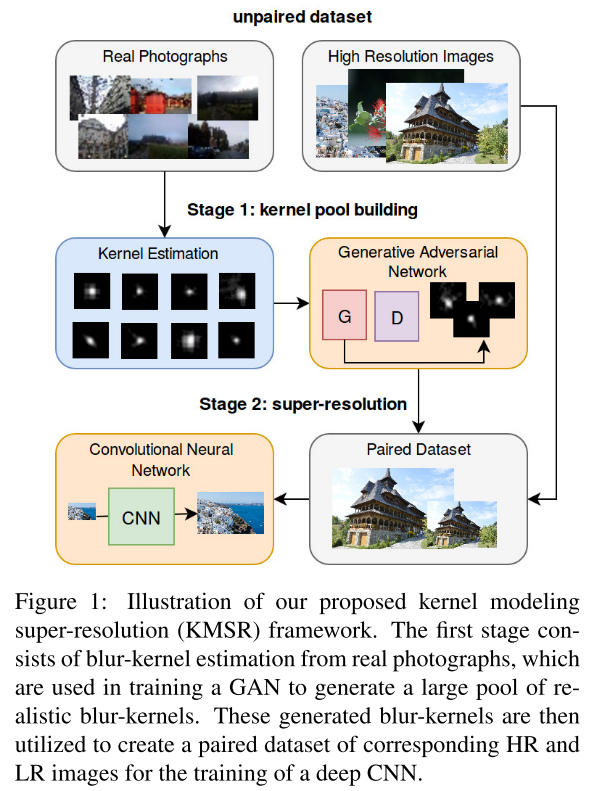 unpaired dataset
Real Photographs
High Resolution Images
Stage 1: kernel pool building
Kernel Estimation
Generative Adversarial
Network
G
D
Stage 2: super-resolution
Convolutional Neural
Network
CNN
Paired Dataset
Figure 1: Illustration of our proposed kernel modeling
super-resolution (KMSR) framework. The first stage con-
sists of blur-kernel estimation from real photographs, which
are used in training a GAN to generate a large pool of re-
alistic blur-kernels. These generated blur-kernels are then
utilized to create a paired dataset of corresponding HR and
LR images for the training of a deep CNN.